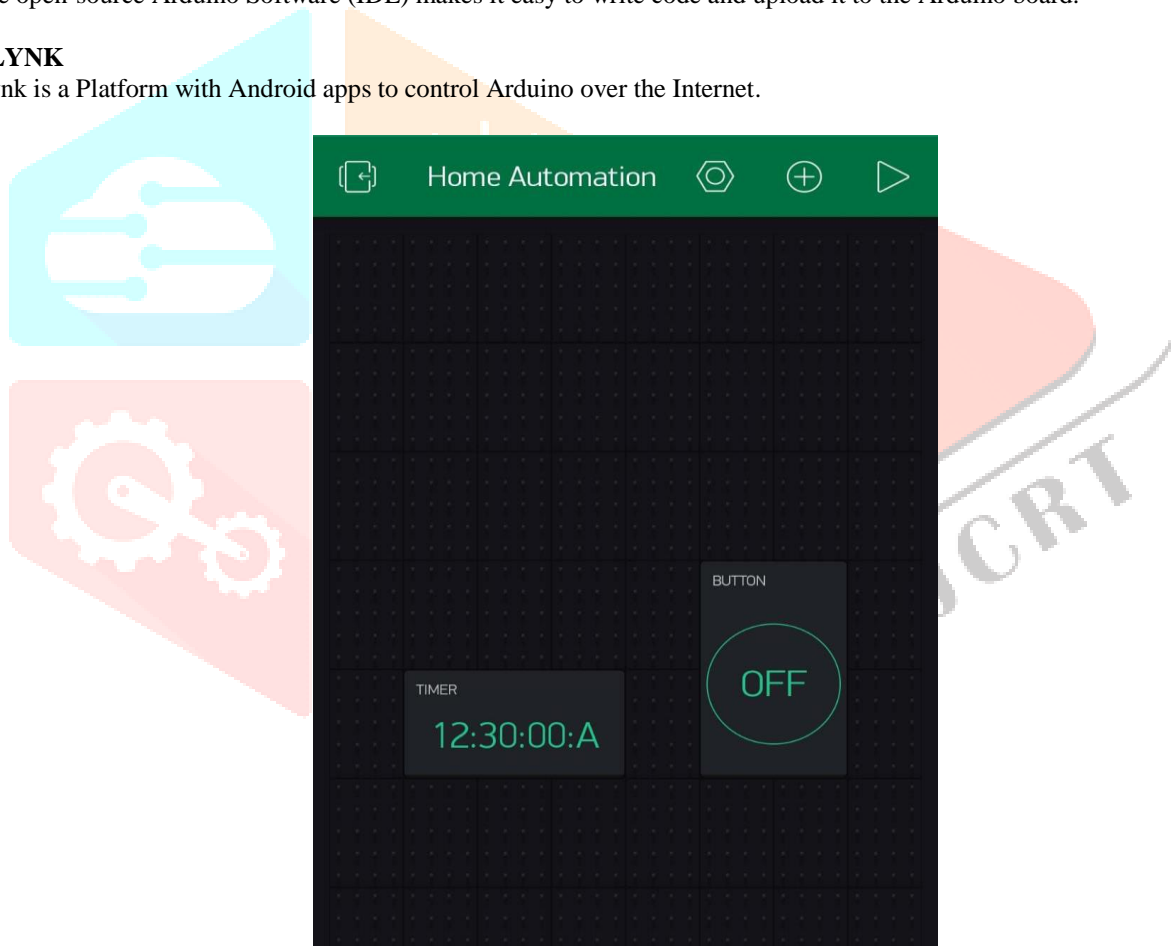 open-source Arduino Software (IDE) makes it easy to write code and upload it to the Arduino board.
LYNK
nk is a Platform with Android apps to control Arduino over the Internet.
Home Automation
BUTTON
OFF
TIMER
12:30:00:A
JCRT